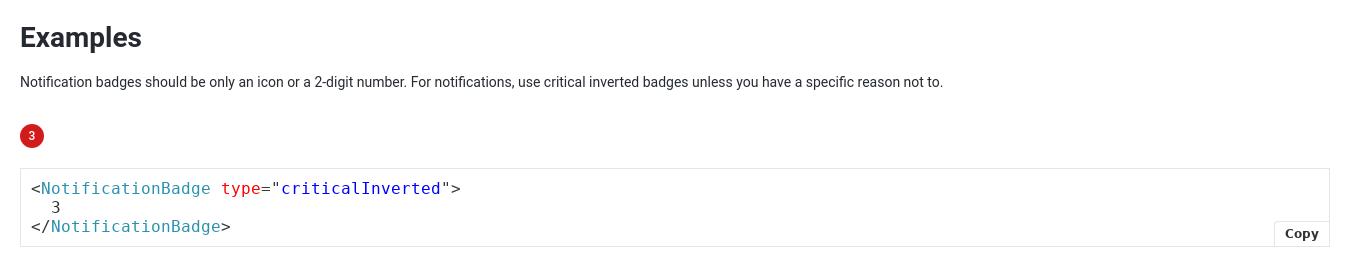 Examples
Notification badges should be only an icon or a 2-digit number. For notifications, use critical inverted badges unless you have a specific reason not to.
3
<NotificationBadge type="criticalInverted">
  3
</NotificationBadge>
Copy